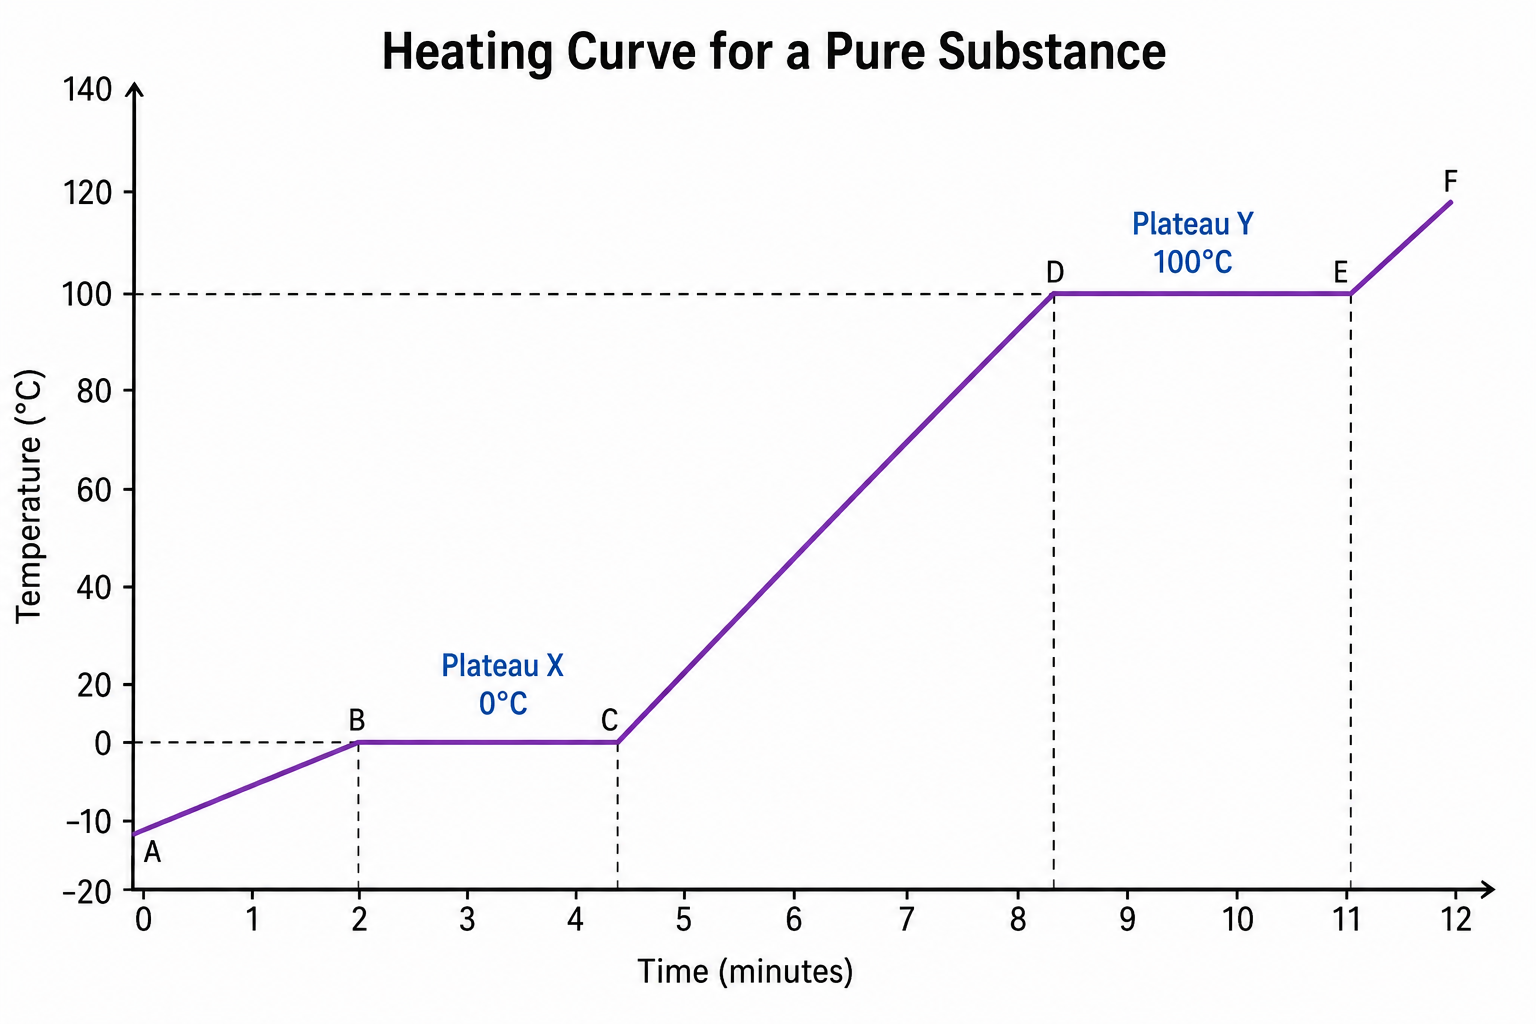 Heating Curve for a Pure Substance
140
120
100
80
60
40
20
0
–10
–20
Temperature (°C)
A
B
Plateau X
0°C
C
D
Plateau Y
100°C
E
F
0 1 2 3 4 5 6 7 8 9 10 11 12
Time (minutes)